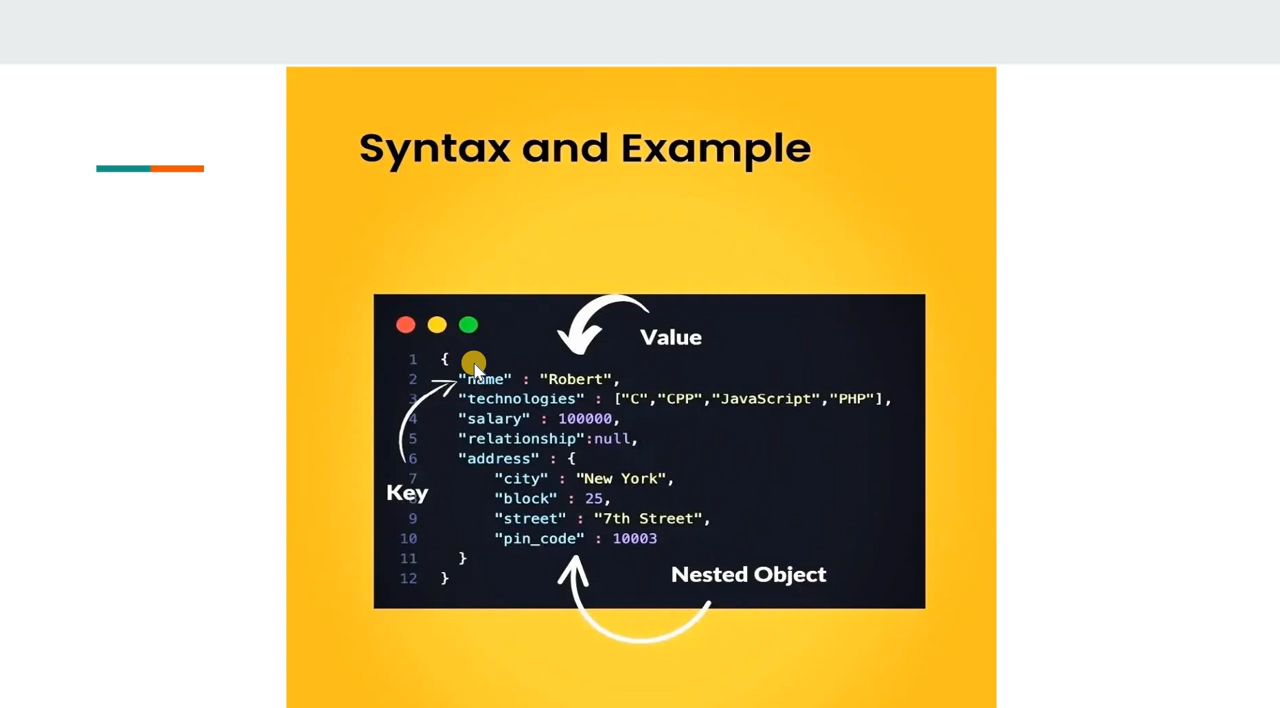 Syntax and Example
Value
1 {
2 "name" : "Robert",
3 "technologies" : ["C","CPP","JavaScript","PHP"],
4 "salary" : 100000,
5 "relationship":null,
6 "address" : {
7 "city" : "New York",
Key
8 "block" : 25,
9 "street" : "7th Street",
10 "pin_code" : 10003
11 }
Nested Object
12 }